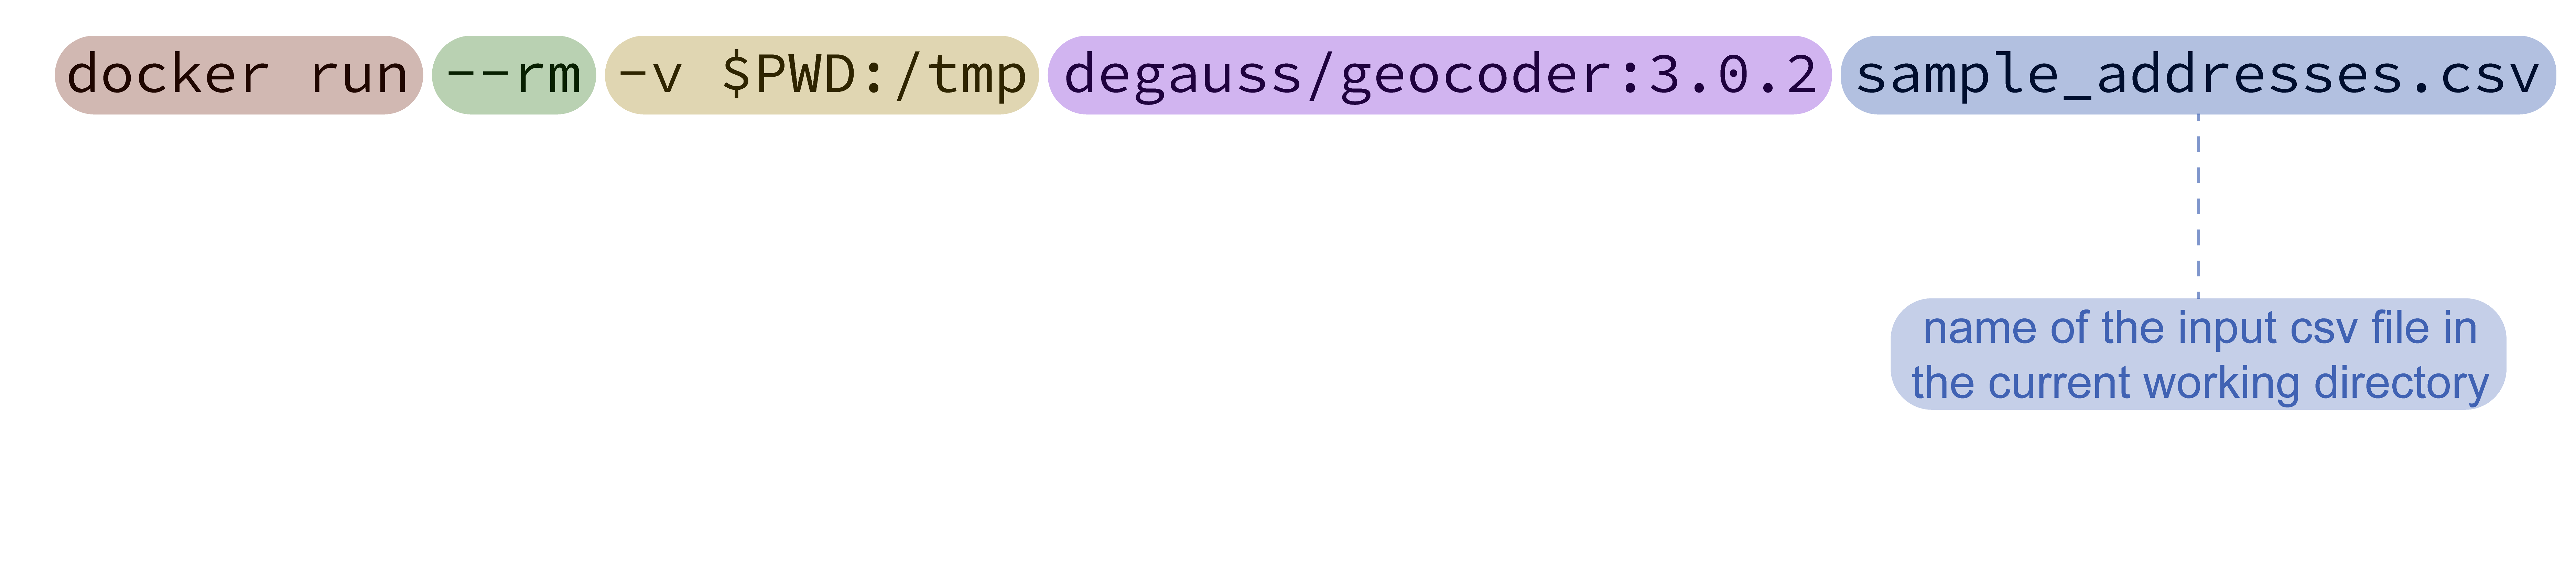 docker run --rm -v $PWD:/tmp degauss/geocoder:3.0.2 sample_addresses.csv
name of the input csv file in
the current working directory